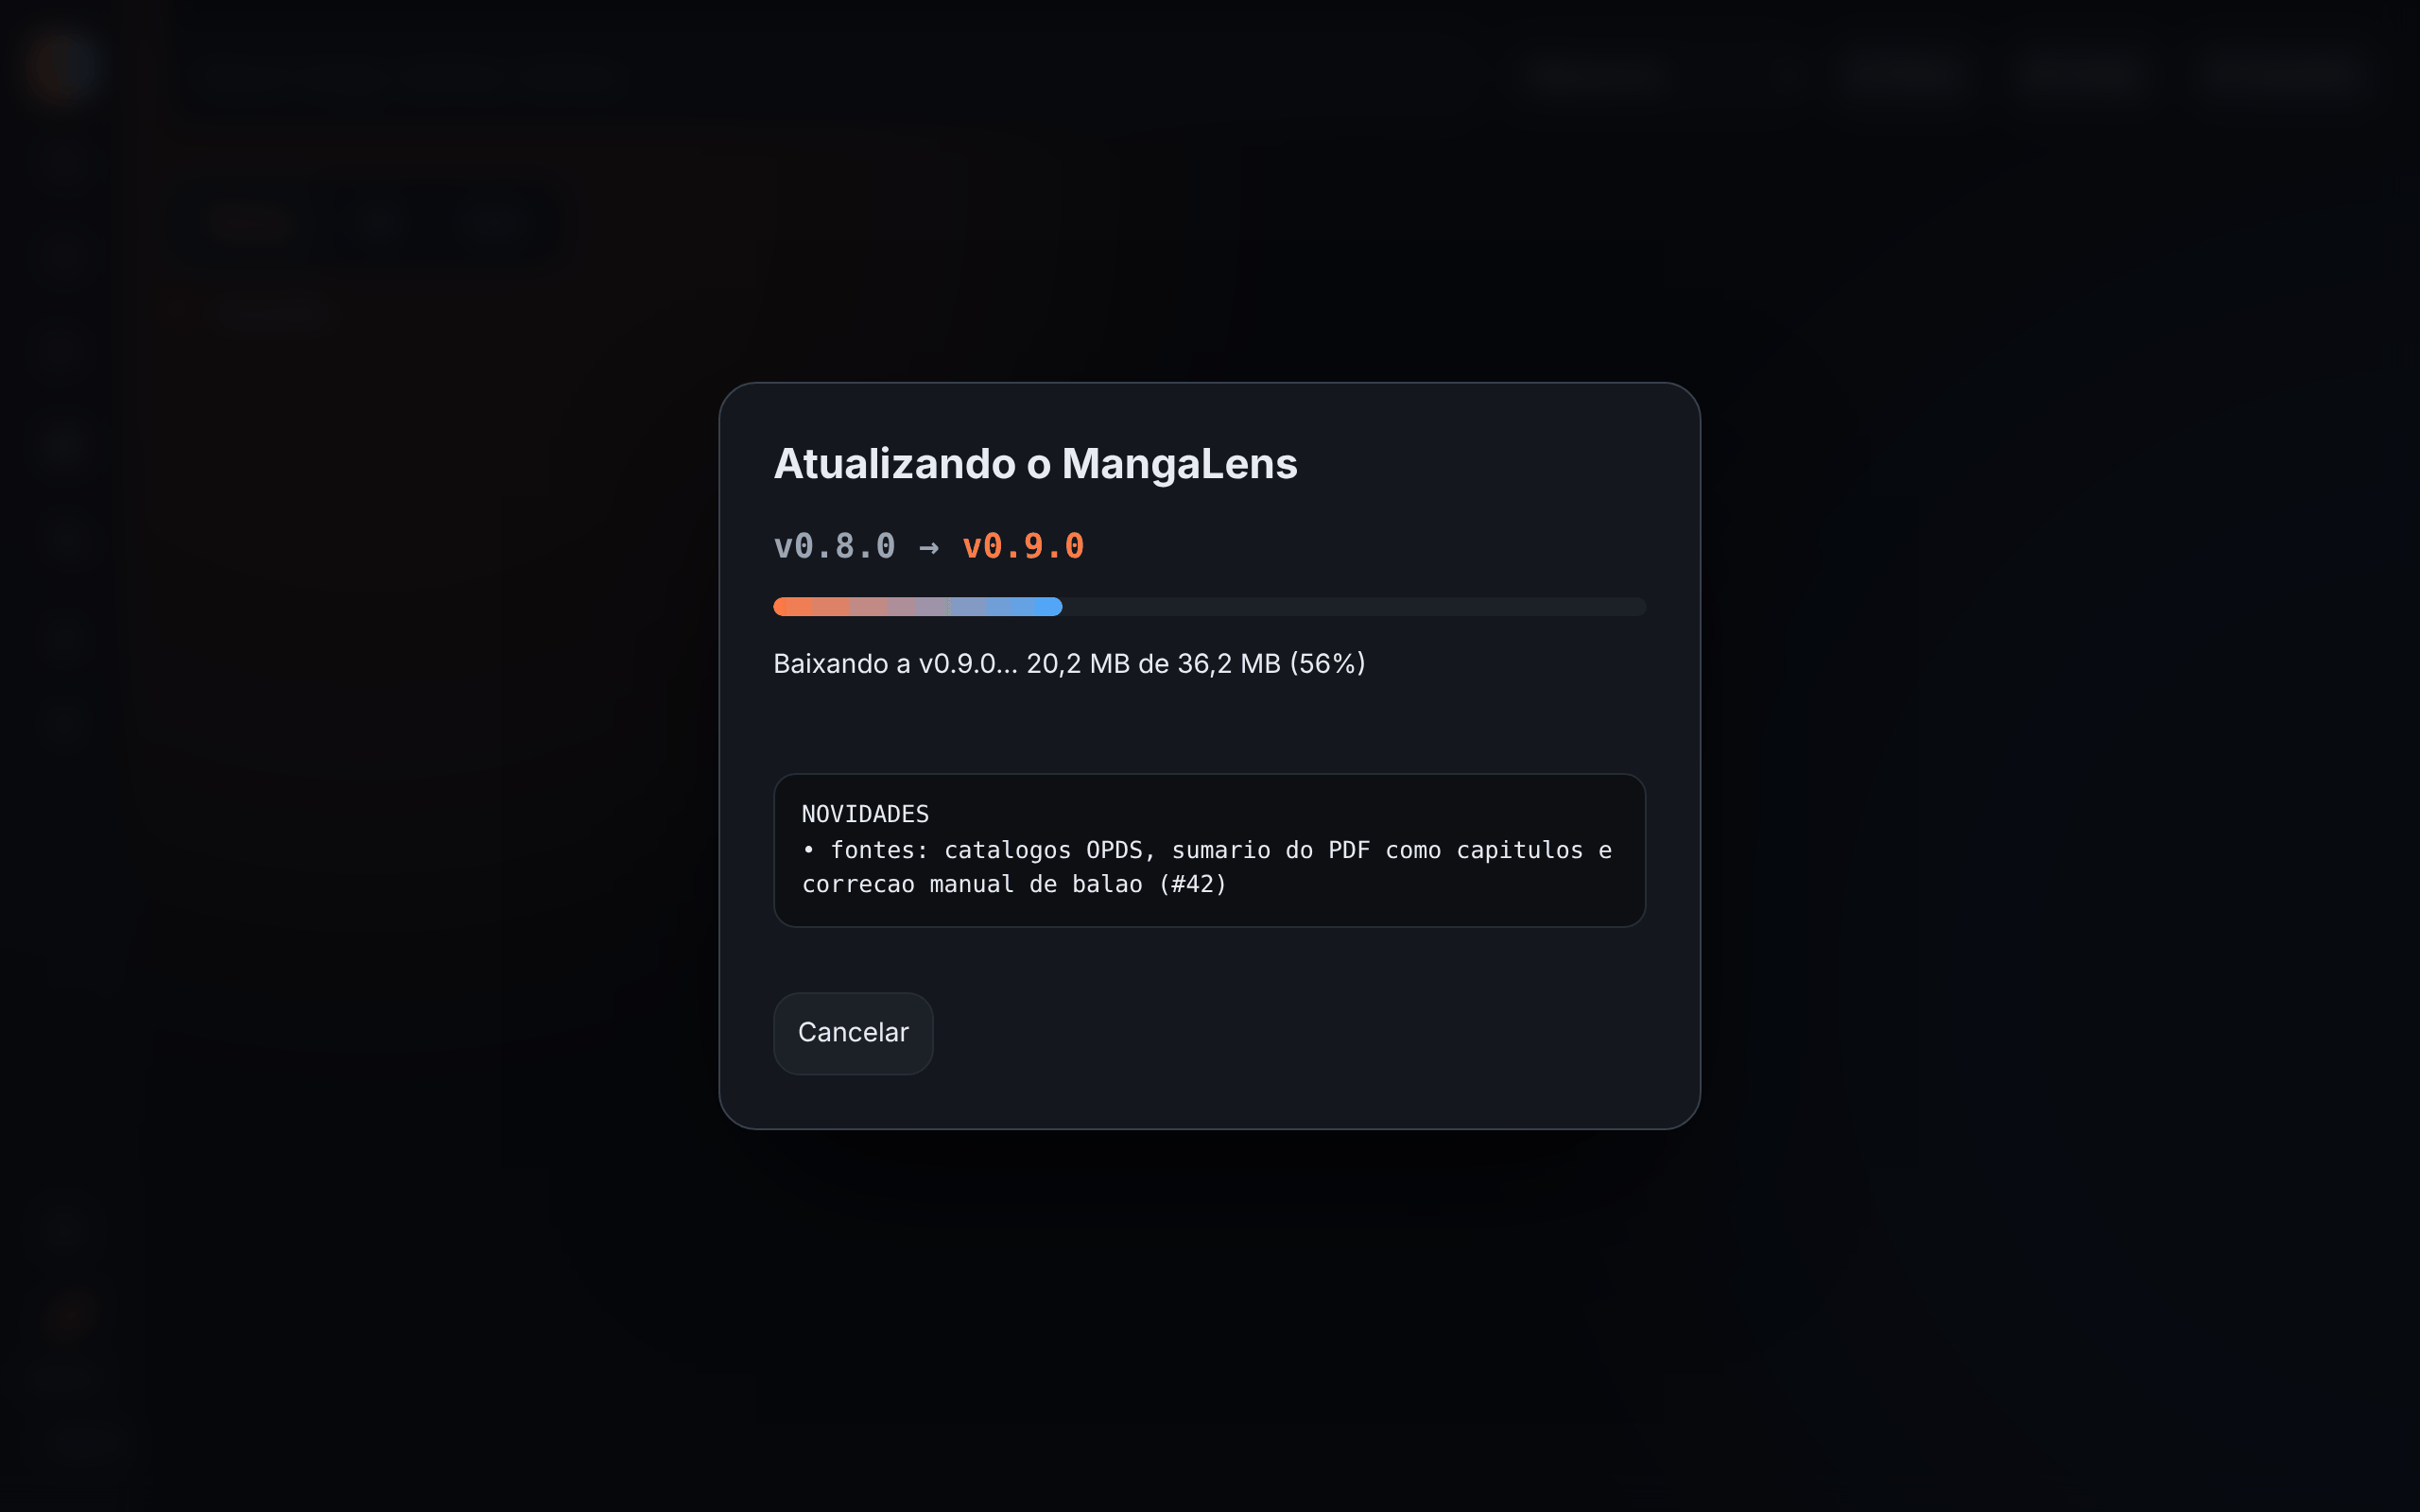 Atualizando o MangaLens
v0.8.0 → v0.9.0
Baixando a v0.9.0... 20,2 MB de 36,2 MB (56%)
NOVIDADES
• fontes: catalogos OPDS, sumario do PDF como capitulos e
correcao manual de balao (#42)
Cancelar